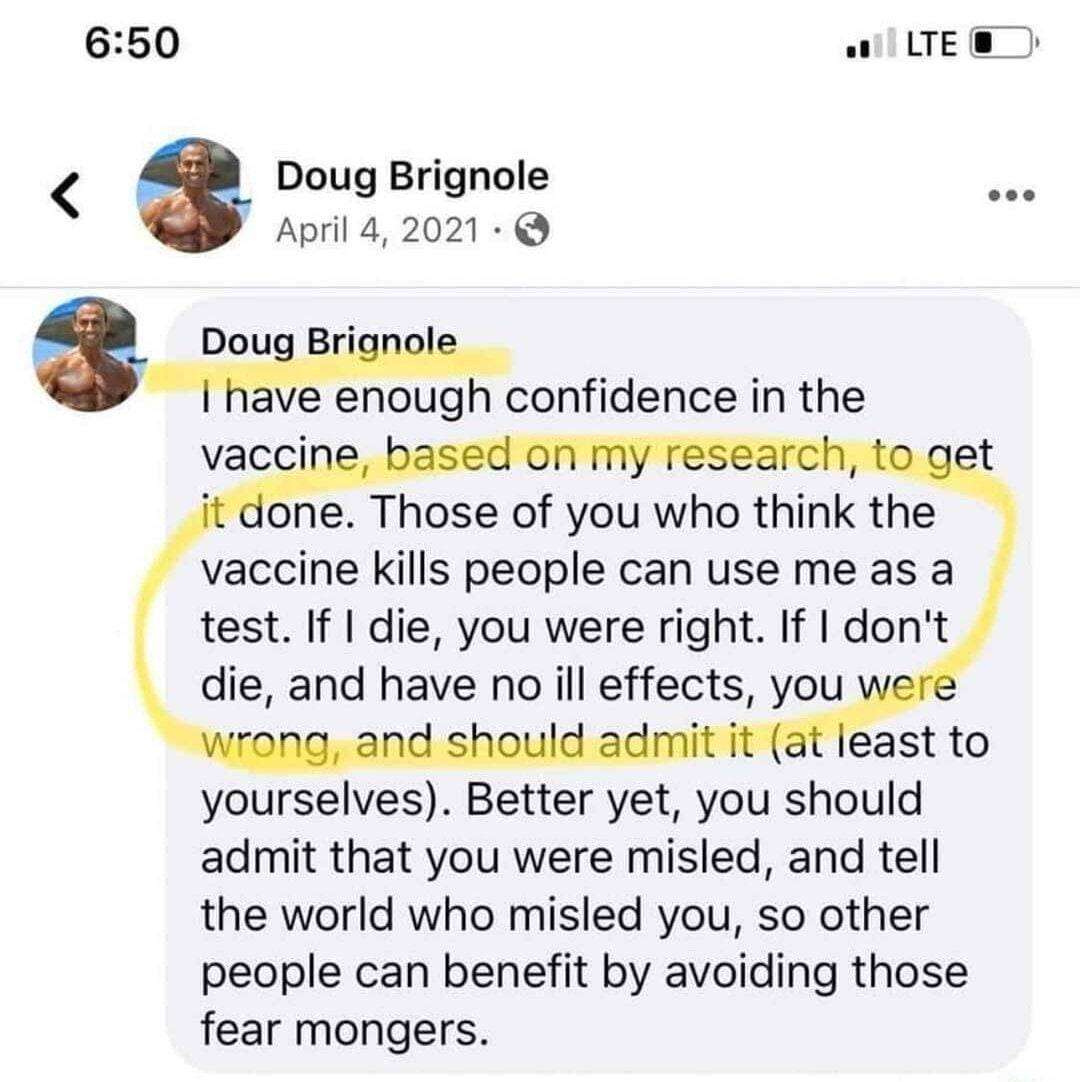 6:50 LTE
Doug Brignole
April 4, 2021 ·
Doug Brignole
I have enough confidence in the
vaccine, based on my research, to get
it done. Those of you who think the
vaccine kills people can use me as a
test. If I die, you were right. If I don't
die, and have no ill effects, you were
wrong, and should admit it (at least to
yourselves). Better yet, you should
admit that you were misled, and tell
the world who misled you, so other
people can benefit by avoiding those
fear mongers.